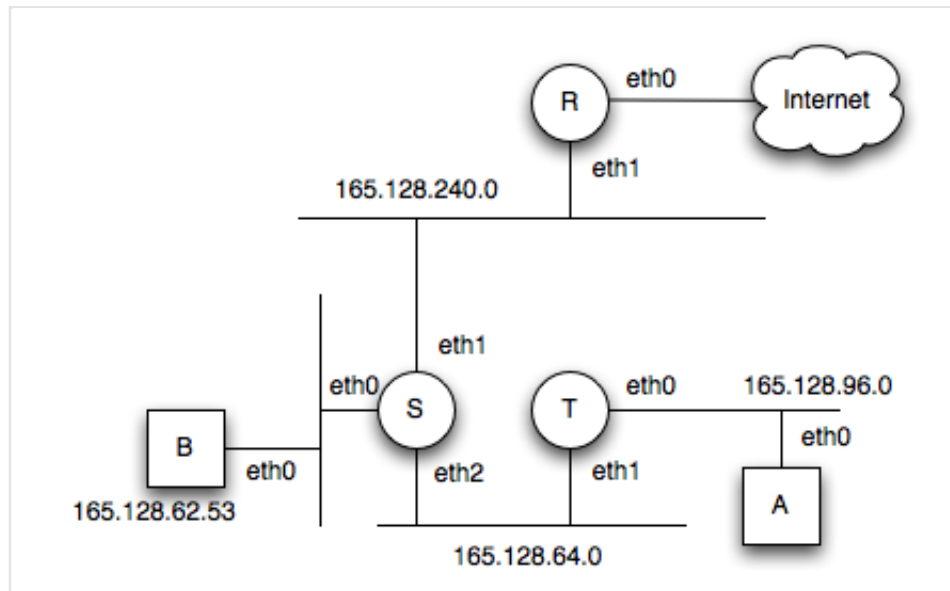 eth0
R
Internet
eth1
165.128.240.0
eth1
eth0
S
T
eth0
165.128.96.0
B
eth0
eth2
eth1
eth0
A
165.128.62.53
165.128.64.0